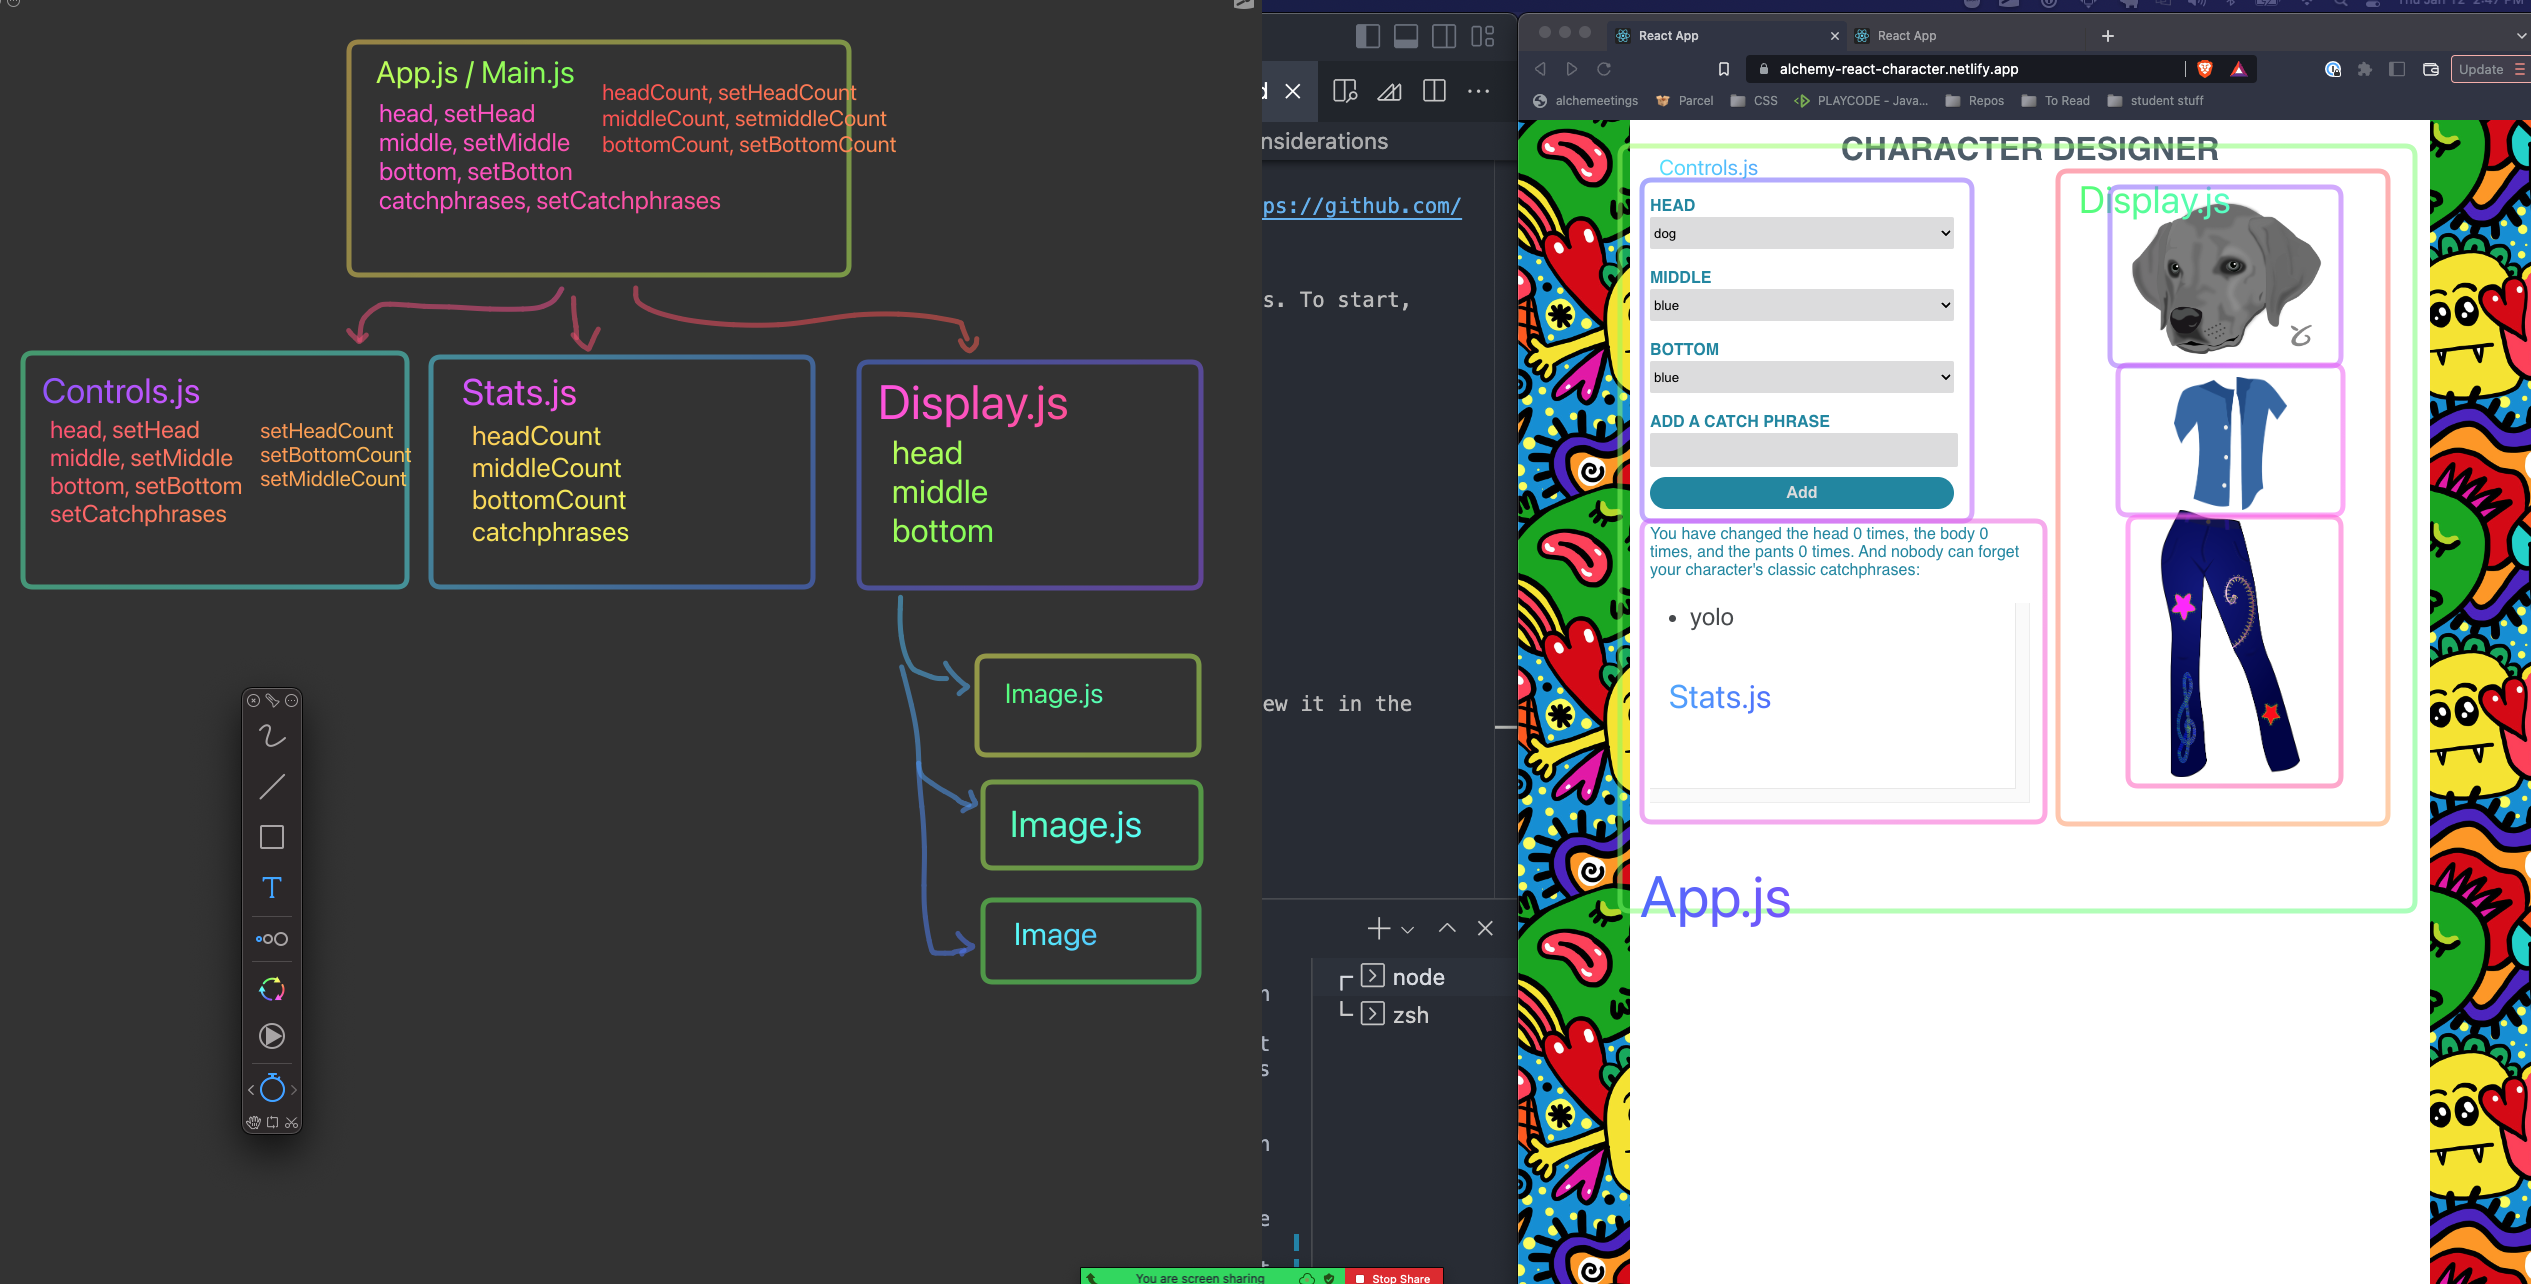 App.js / Main.js
head, setHead
middle, setMiddle
bottom, setBotton
catchphrases, setCatchphrases
headCount, setHeadCount
middleCount, setmiddleCount
bottomCount, setBottomCount
Controls.js
head, setHead
middle, setMiddle
bottom, setBottom
setCatchphrases
setHeadCount
setBottomCount
setMiddleCount
Stats.js
headCount
middleCount
bottomCount
catchphrases
Display.js
head
middle
bottom
Image.js
Image.js
Image
T
nsiderations
ps://github.com/
s. To start,
ew it in the
node
zsh
You are screen sharing
Stop Share
React App
React App
alchemy-react-character.netlify.app
Update
alchemeetings
Parcel
CSS
PLAYCODE - Java...
Repos
To Read
student stuff
CHARACTER DESIGNER
Controls.js
HEAD
dog
MIDDLE
blue
BOTTOM
blue
ADD A CATCH PHRASE
Add
You have changed the head 0 times, the body 0
times, and the pants 0 times. And nobody can forget
your character's classic catchphrases:
• yolo
Stats.js
Display.js
App.js